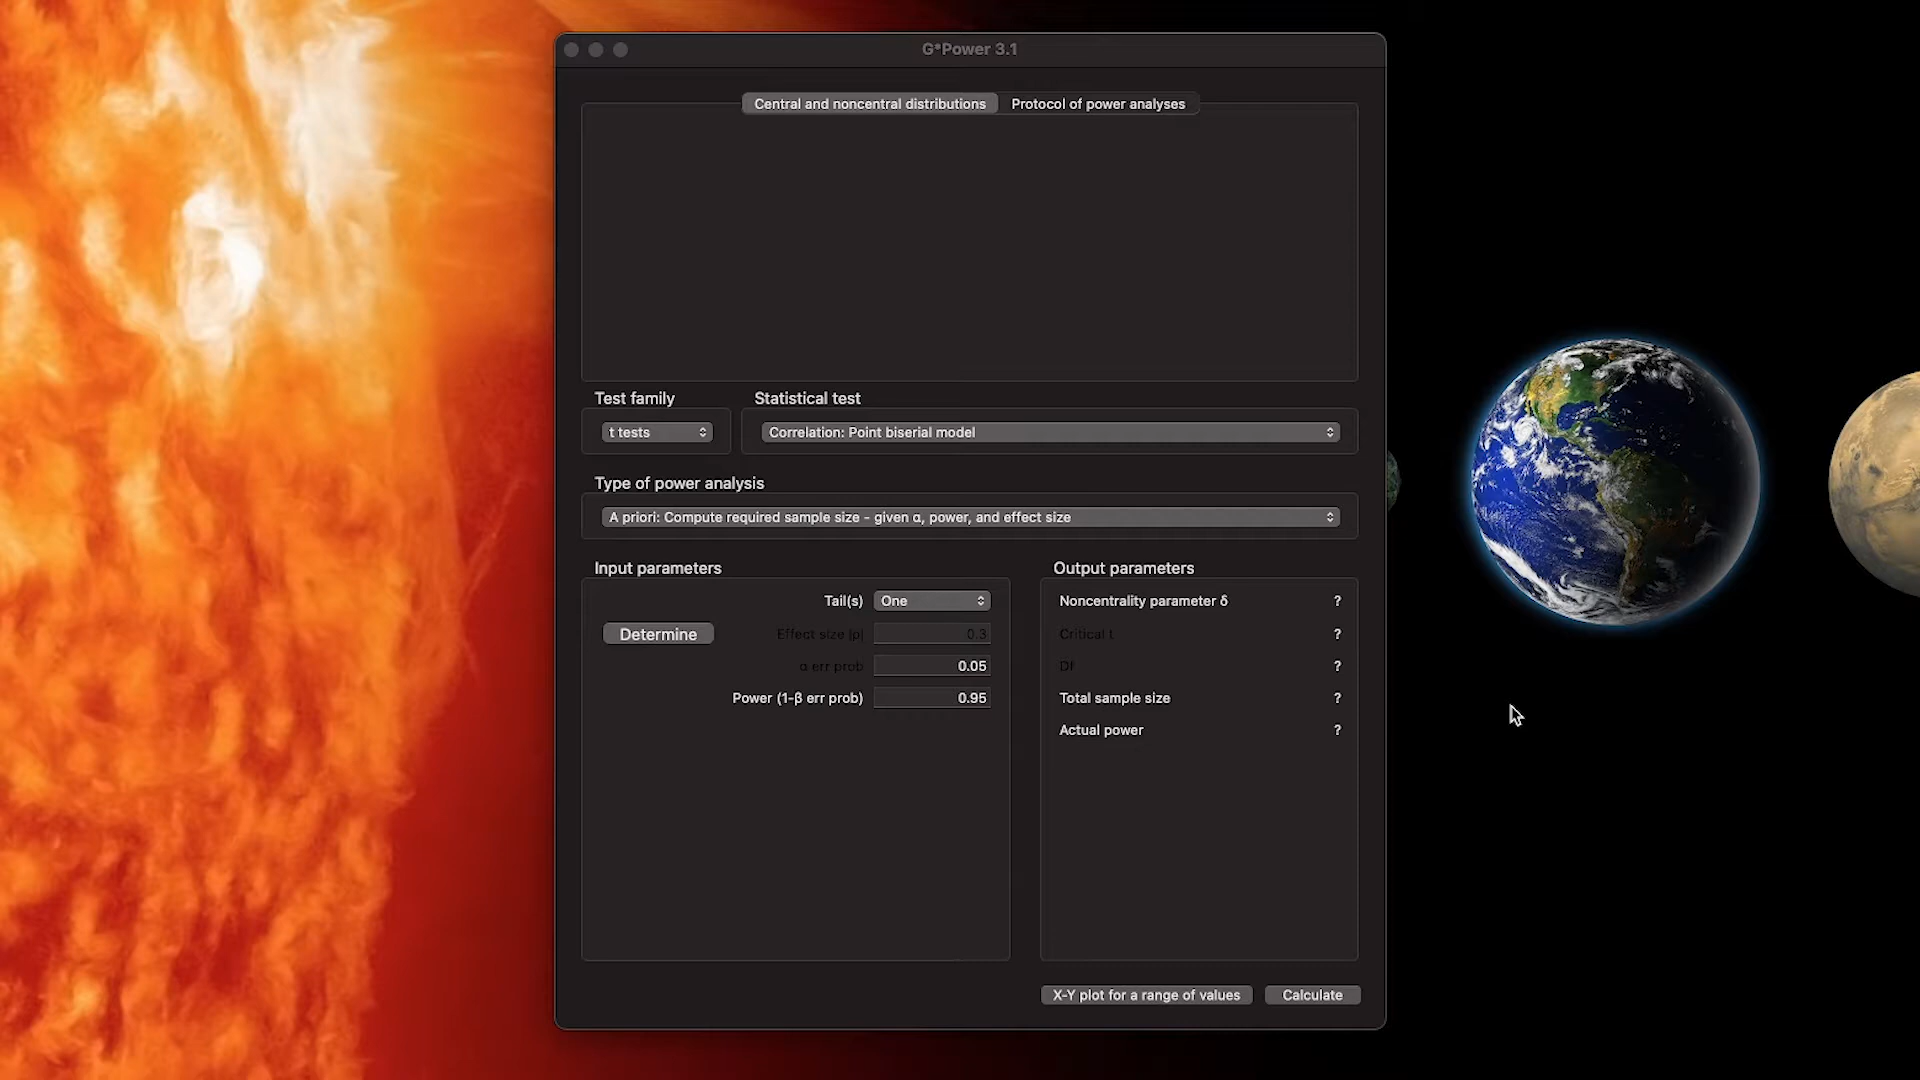 G*Power 3.1
Central and noncentral distributions
Protocol of power analyses
Test family
Statistical test
t tests
Correlation: Point biserial model
Type of power analysis
A priori: Compute required sample size - given α, power, and effect size
Input parameters
Output parameters
Tail(s)
One
Noncentrality parameter δ
?
Determine
Effect size |ρ|
0.3
Critical t
?
α err prob
0.05
Df
?
Power (1-β err prob)
0.95
Total sample size
?
Actual power
?
X-Y plot for a range of values
Calculate